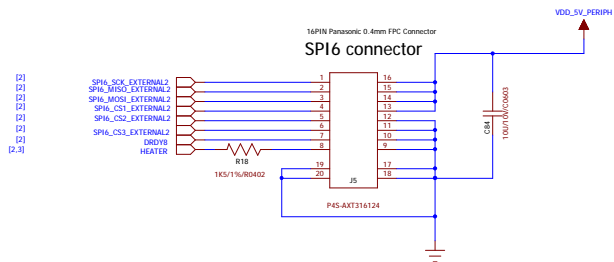 VDD_5V_PERIPH
16PIN Panasonic 0.4mm FPC Connector
SPI6 connector
[2] SPI6_SCK_EXTERNAL2 1 16
[2] SPI6_MISO_EXTERNAL2 2 15
[2] SPI6_MOSI_EXTERNAL2 3 14
[2] SPI6_CS1_EXTERNAL2 4 13
[2] SPI6_CS2_EXTERNAL2 5 12
[2] SPI6_CS3_EXTERNAL2 6 11
[2] DRDY8 7 10
[2,3] HEATER 8 9
R18
1K5/1%/R0402
19 17
20 18
J5
P4S-AXT316124
C84
10U/10V/C0603